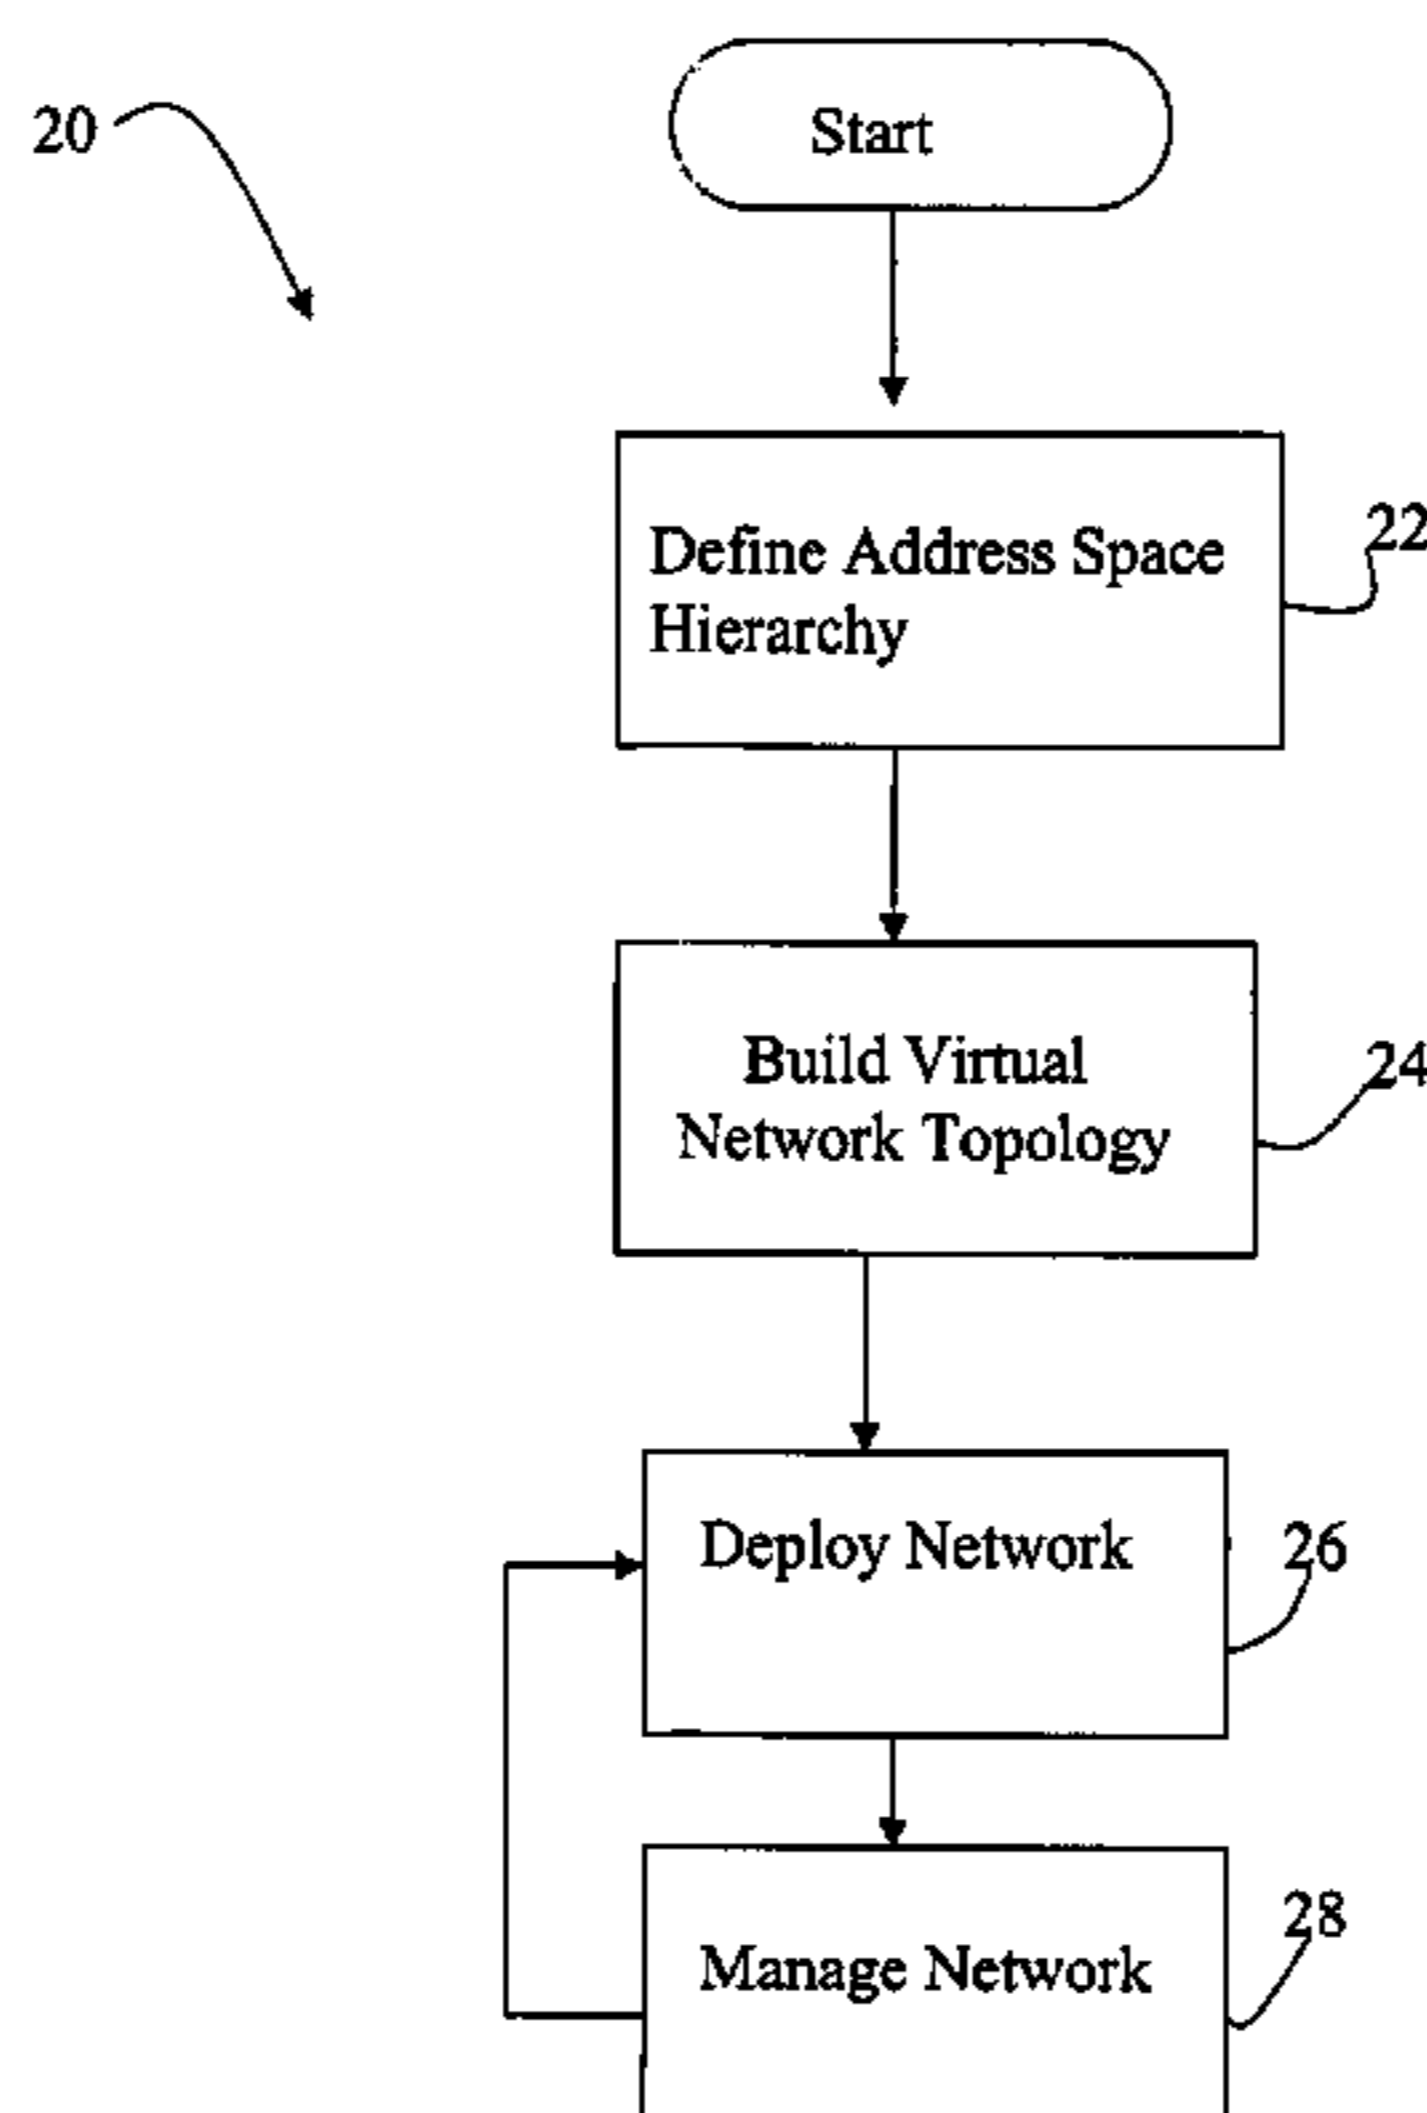 20
Start
Define Address Space
Hierarchy
22
Build Virtual
Network Topology
24
Deploy Network
26
Manage Network
28